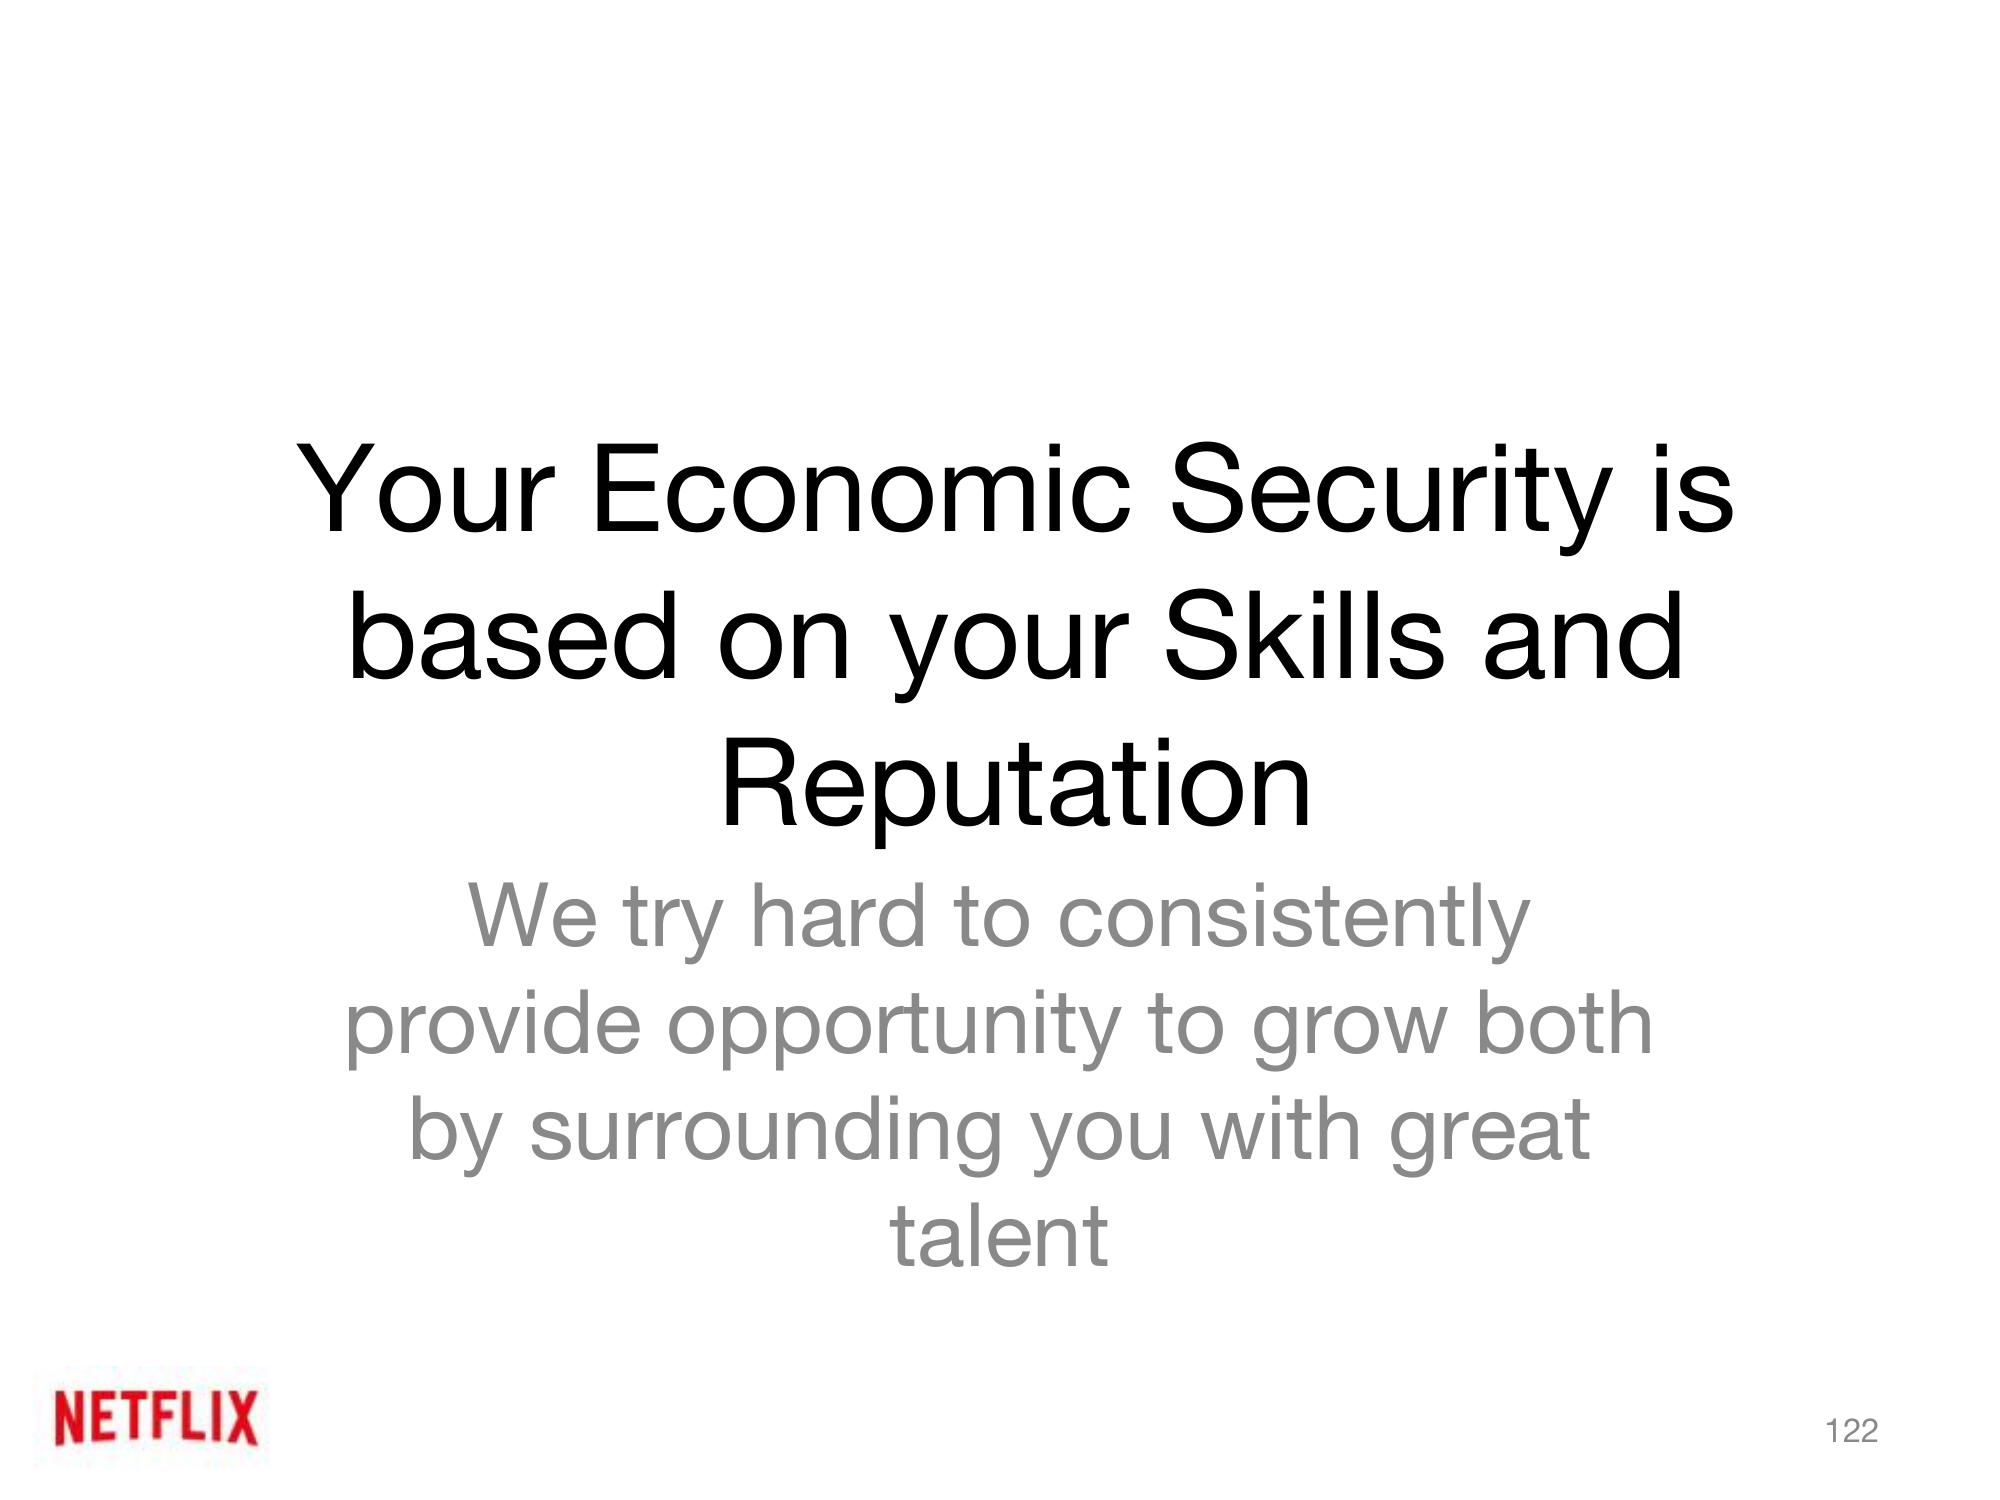 Your Economic Security is
based on your Skills and
Reputation
We try hard to consistently
provide opportunity to grow both
by surrounding you with great
talent
NETFLIX
122